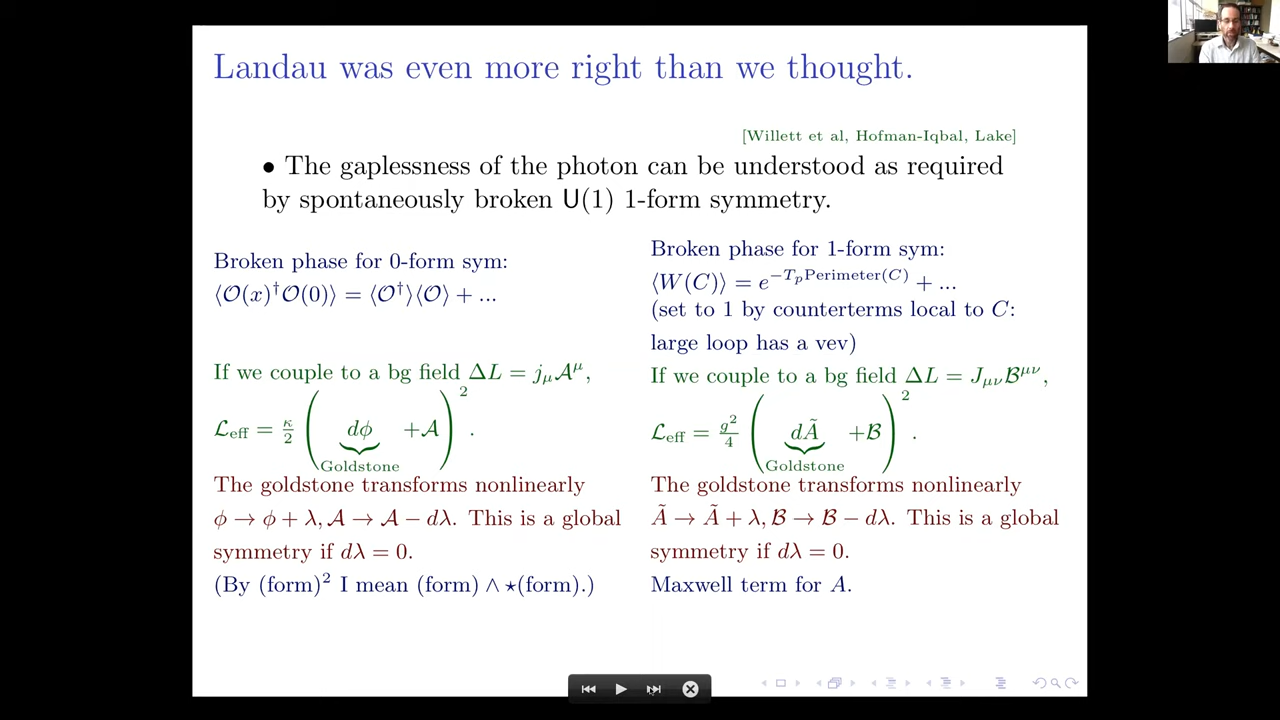 Landau was even more right than we thought.
[Willett et al, Hofman-Iqbal, Lake]
• The gaplessness of the photon can be understood as required
by spontaneously broken U(1) 1-form symmetry.
Broken phase for 0-form sym:
⟨𝒪(x)†𝒪(0)⟩ = ⟨𝒪†⟩⟨𝒪⟩ + ...
If we couple to a bg field ΔL = j_μ𝒜^μ,
ℒ_eff = κ/2 ( dϕ + 𝒜 )² .
Goldstone
The goldstone transforms nonlinearly
ϕ → ϕ + λ, 𝒜 → 𝒜 − dλ. This is a global
symmetry if dλ = 0.
(By (form)² I mean (form) ∧ ⋆(form).)
Broken phase for 1-form sym:
⟨W(C)⟩ = e^{−T_p Perimeter(C)} + ...
(set to 1 by counterterms local to C:
large loop has a vev)
If we couple to a bg field ΔL = J_μν ℬ^μν,
ℒ_eff = g²/4 ( dÃ + ℬ )² .
Goldstone
The goldstone transforms nonlinearly
Ã → Ã + λ, ℬ → ℬ − dλ. This is a global
symmetry if dλ = 0.
Maxwell term for A.